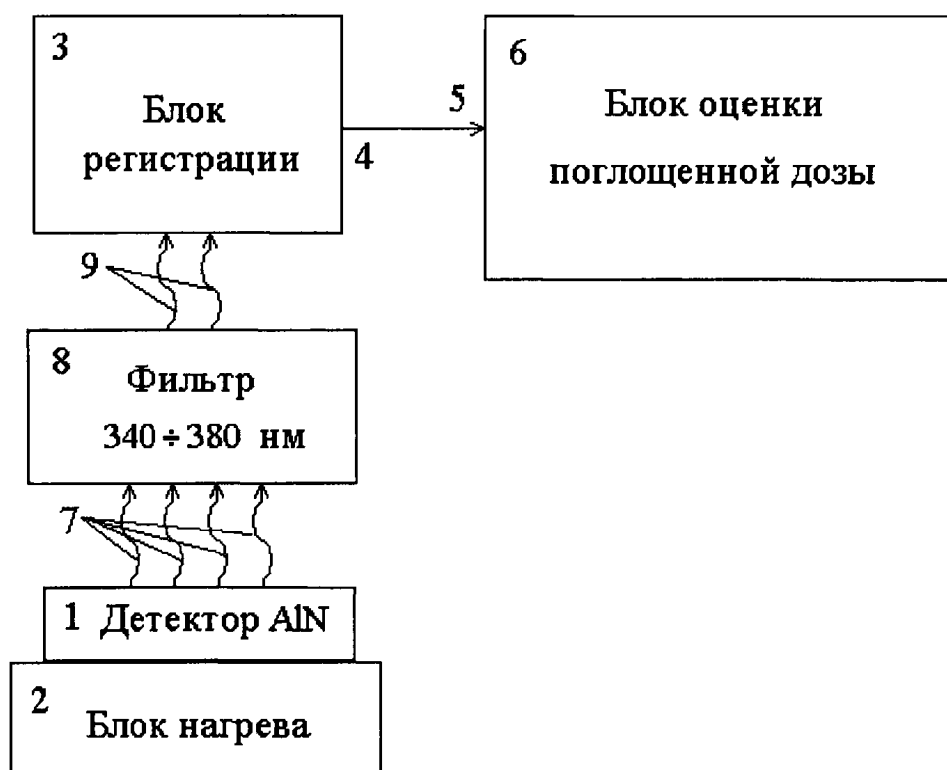 3
Блок
регистрации
4
5
6
Блок оценки
поглощенной дозы
9
8
Фильтр
340÷380 нм
7
1 Детектор AlN
2
Блок нагрева